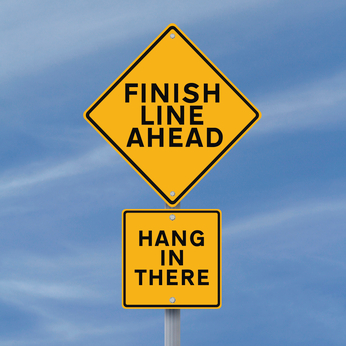 FINISH
LINE
AHEAD
HANG
IN
THERE